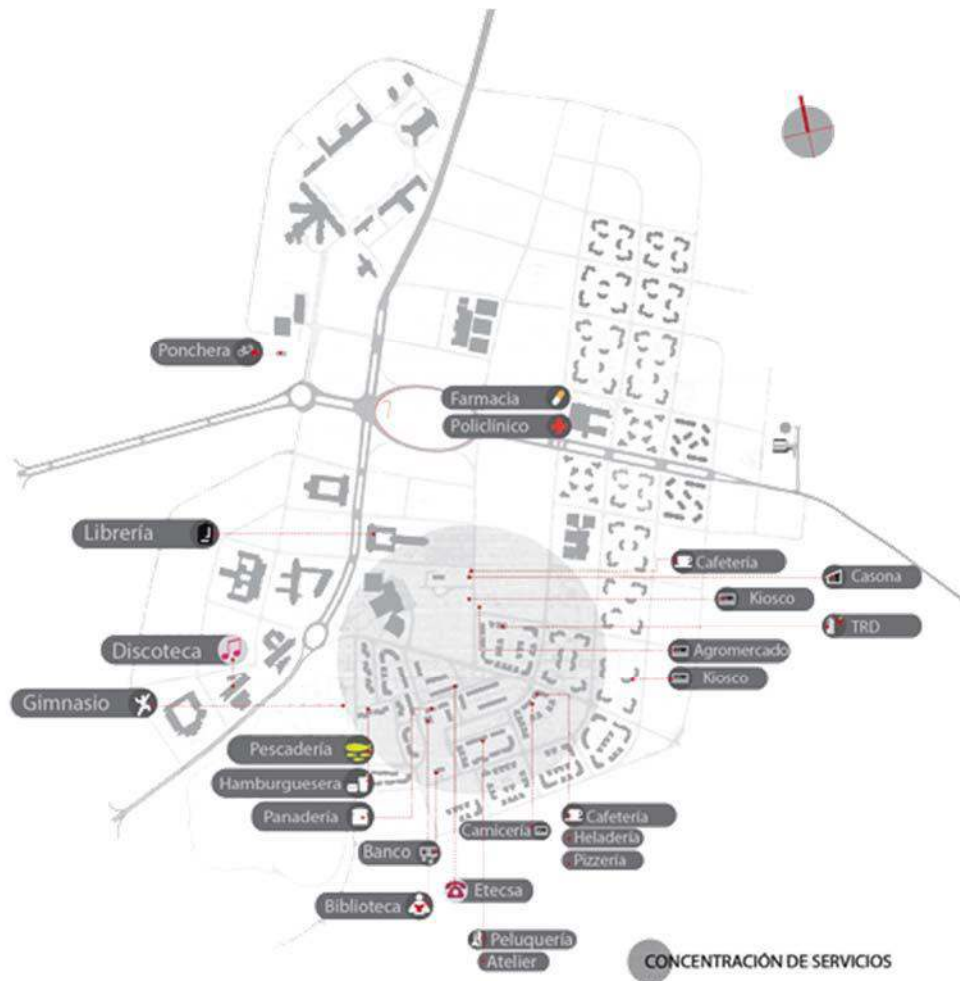 Ponchera
Farmacia
Policlínico
Librería
Cafetería
Casona
Kiosco
TRD
Discoteca
Agromercado
Kiosco
Gimnasio
Pescadería
Hamburguesera
Panadería
Cafetería
Carnicería
Heladería
Banco
Pizzería
Etecsa
Biblioteca
Peluquería
Atelier
CONCENTRACIÓN DE SERVICIOS